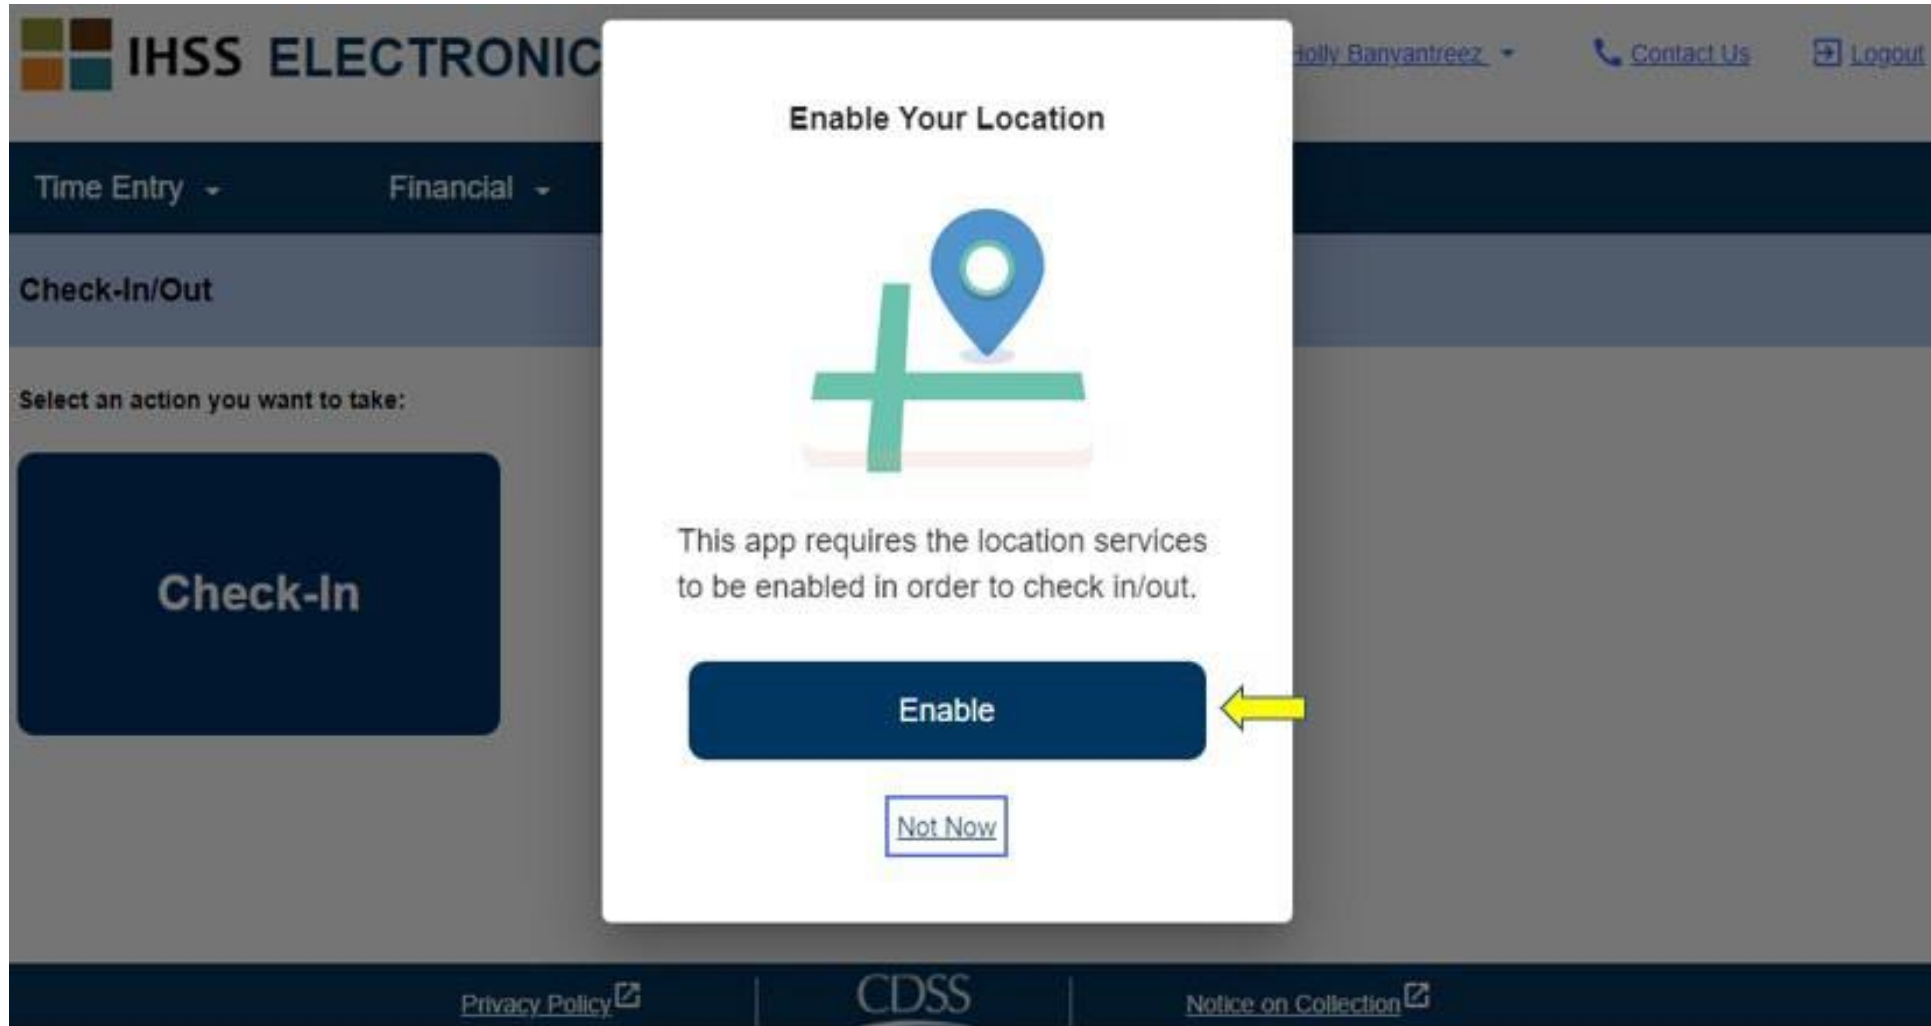 IHSS ELECTRONIC
Holly Banyantreez
Contact Us
Logout
Time Entry
Financial
Check-In/Out
Select an action you want to take:
Check-In
Enable Your Location
This app requires the location services
to be enabled in order to check in/out.
Enable
Not Now
Privacy Policy
CDSS
Notice on Collection